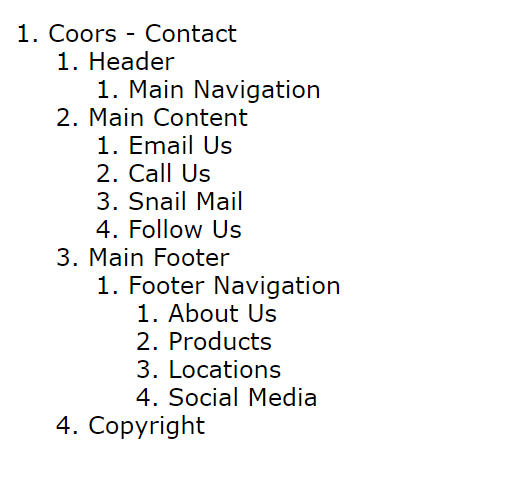 1. Coors - Contact
1. Header
1. Main Navigation
2. Main Content
1. Email Us
2. Call Us
3. Snail Mail
4. Follow Us
3. Main Footer
1. Footer Navigation
1. About Us
2. Products
3. Locations
4. Social Media
4. Copyright